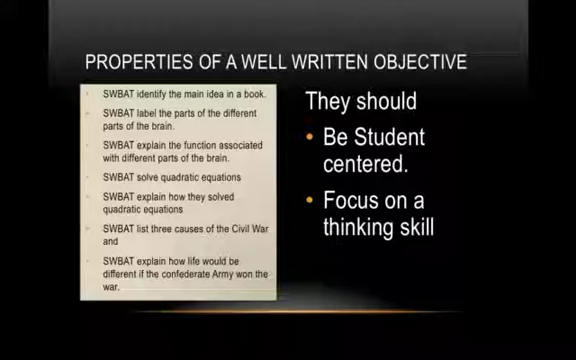 PROPERTIES OF A WELL WRITTEN OBJECTIVE
SWBAT identify the main idea in a book.
SWBAT label the parts of the different
parts of the brain.
SWBAT explain the function associated
with different parts of the brain.
SWBAT solve quadratic equations
SWBAT explain how they solved
quadratic equations
SWBAT list three causes of the Civil War
and
SWBAT explain how life would be
different if the confederate Army won the
war.
They should
• Be Student
centered.
• Focus on a
thinking skill